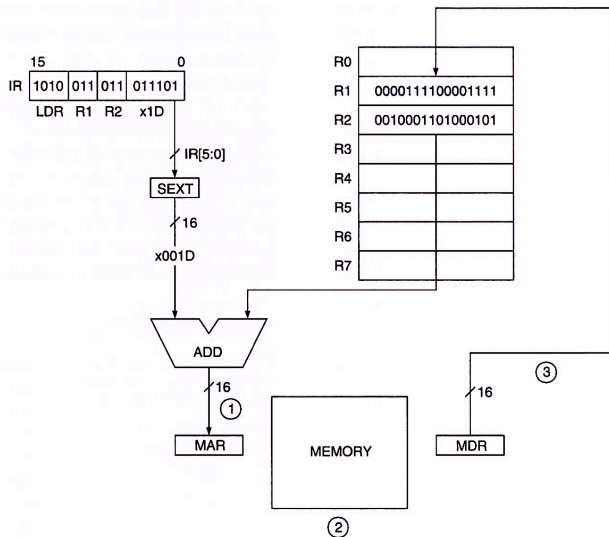 15 0
IR 1010 011 011 011101
LDR R1 R2 x1D
IR[5:0]
SEXT
16
x001D
ADD
16
1
MAR
R0
R1 0000111100001111
R2 0010001101000101
R3
R4
R5
R6
R7
MEMORY
2
3
16
MDR